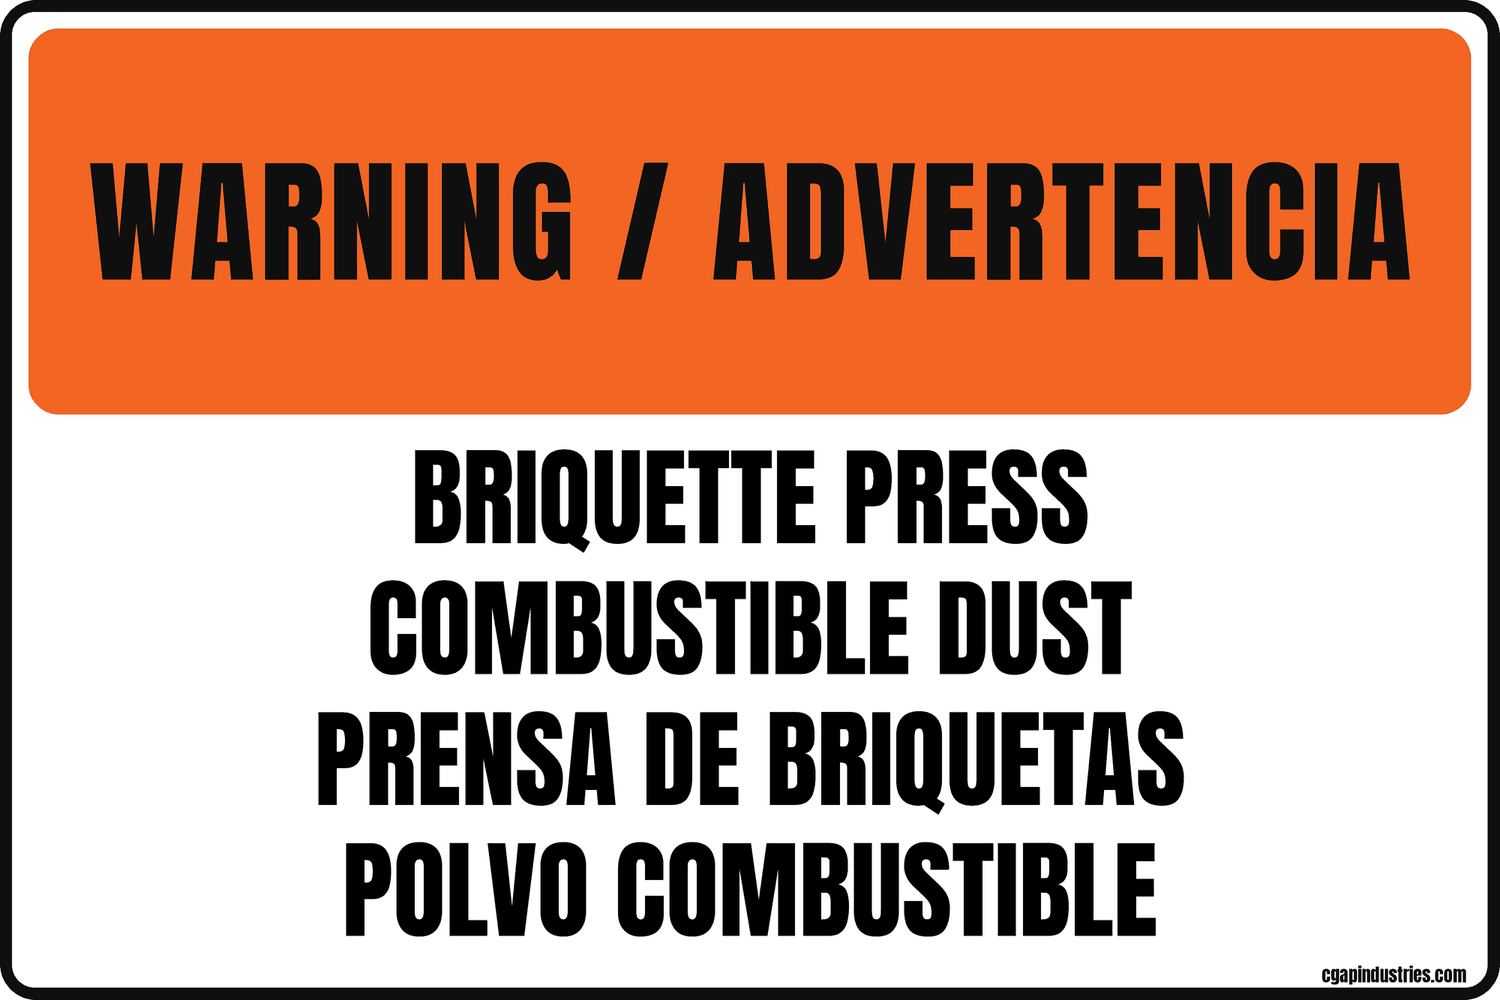 WARNING / ADVERTENCIA
BRIQUETTE PRESS
COMBUSTIBLE DUST
PRENSA DE BRIQUETAS
POLVO COMBUSTIBLE
cgapindustries.com